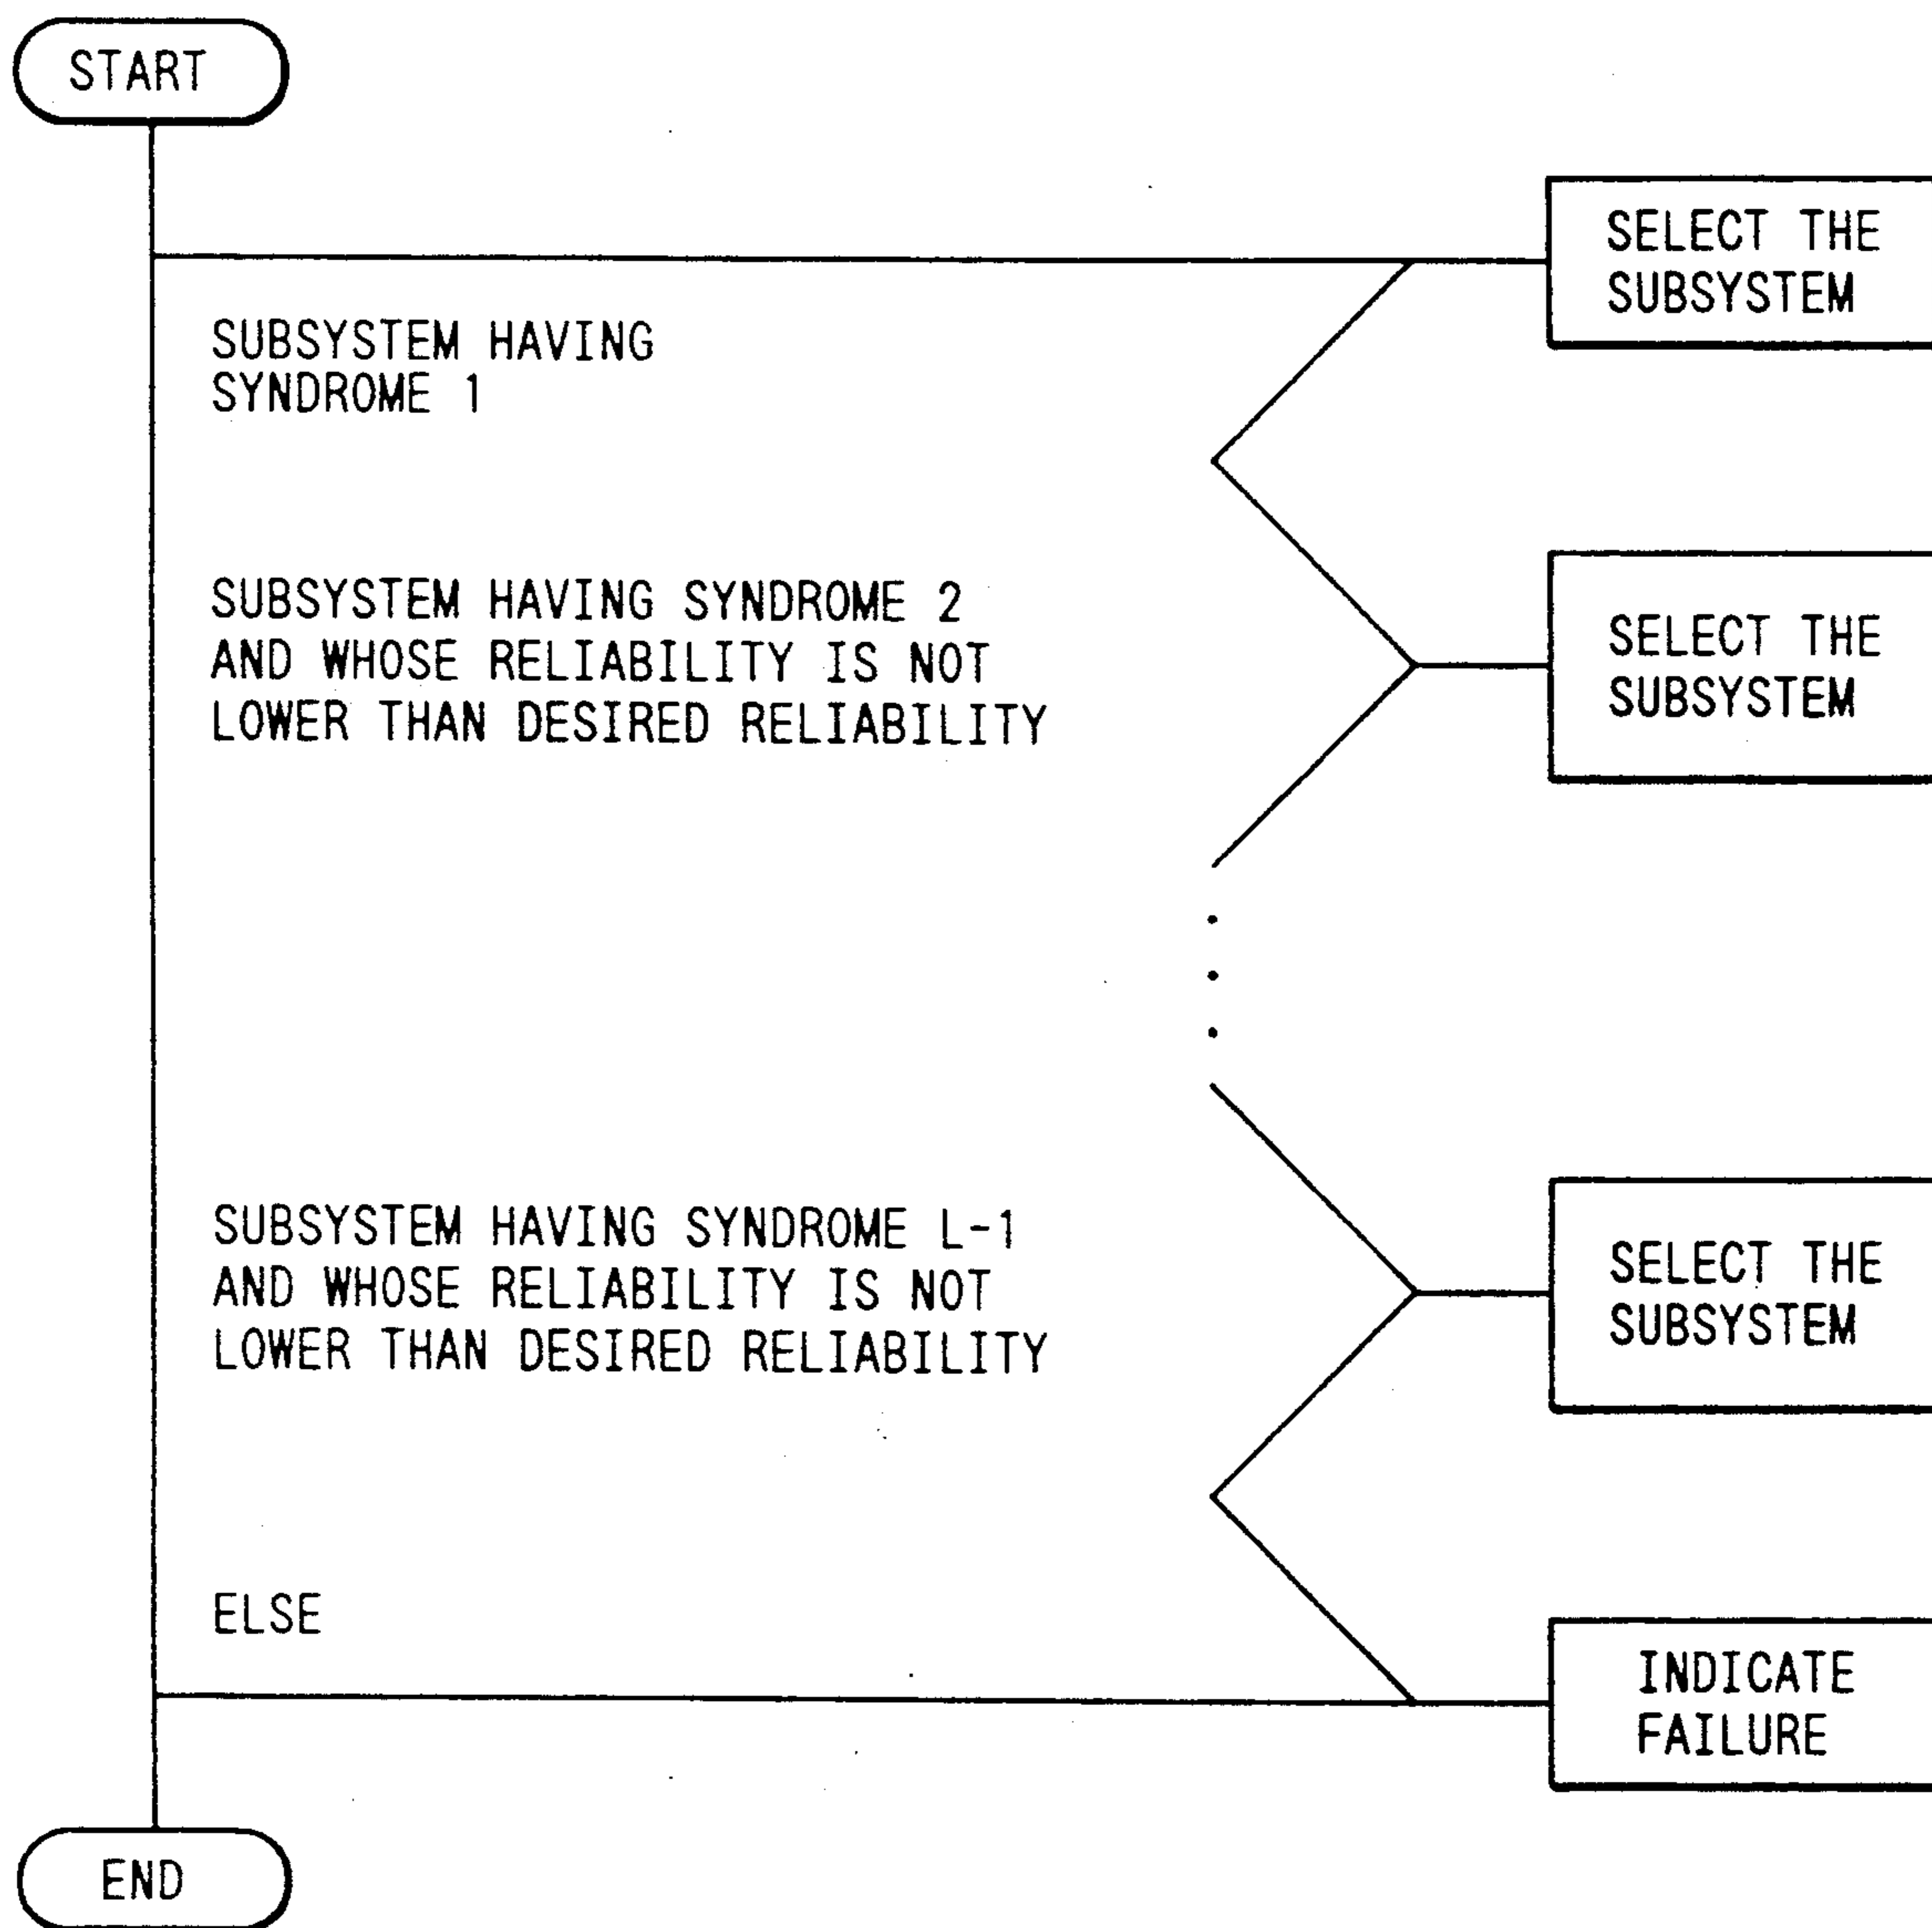 START
SELECT THE
SUBSYSTEM
SUBSYSTEM HAVING
SYNDROME 1
SUBSYSTEM HAVING SYNDROME 2
AND WHOSE RELIABILITY IS NOT
LOWER THAN DESIRED RELIABILITY
SELECT THE
SUBSYSTEM
SUBSYSTEM HAVING SYNDROME L-1
AND WHOSE RELIABILITY IS NOT
LOWER THAN DESIRED RELIABILITY
SELECT THE
SUBSYSTEM
ELSE
INDICATE
FAILURE
END